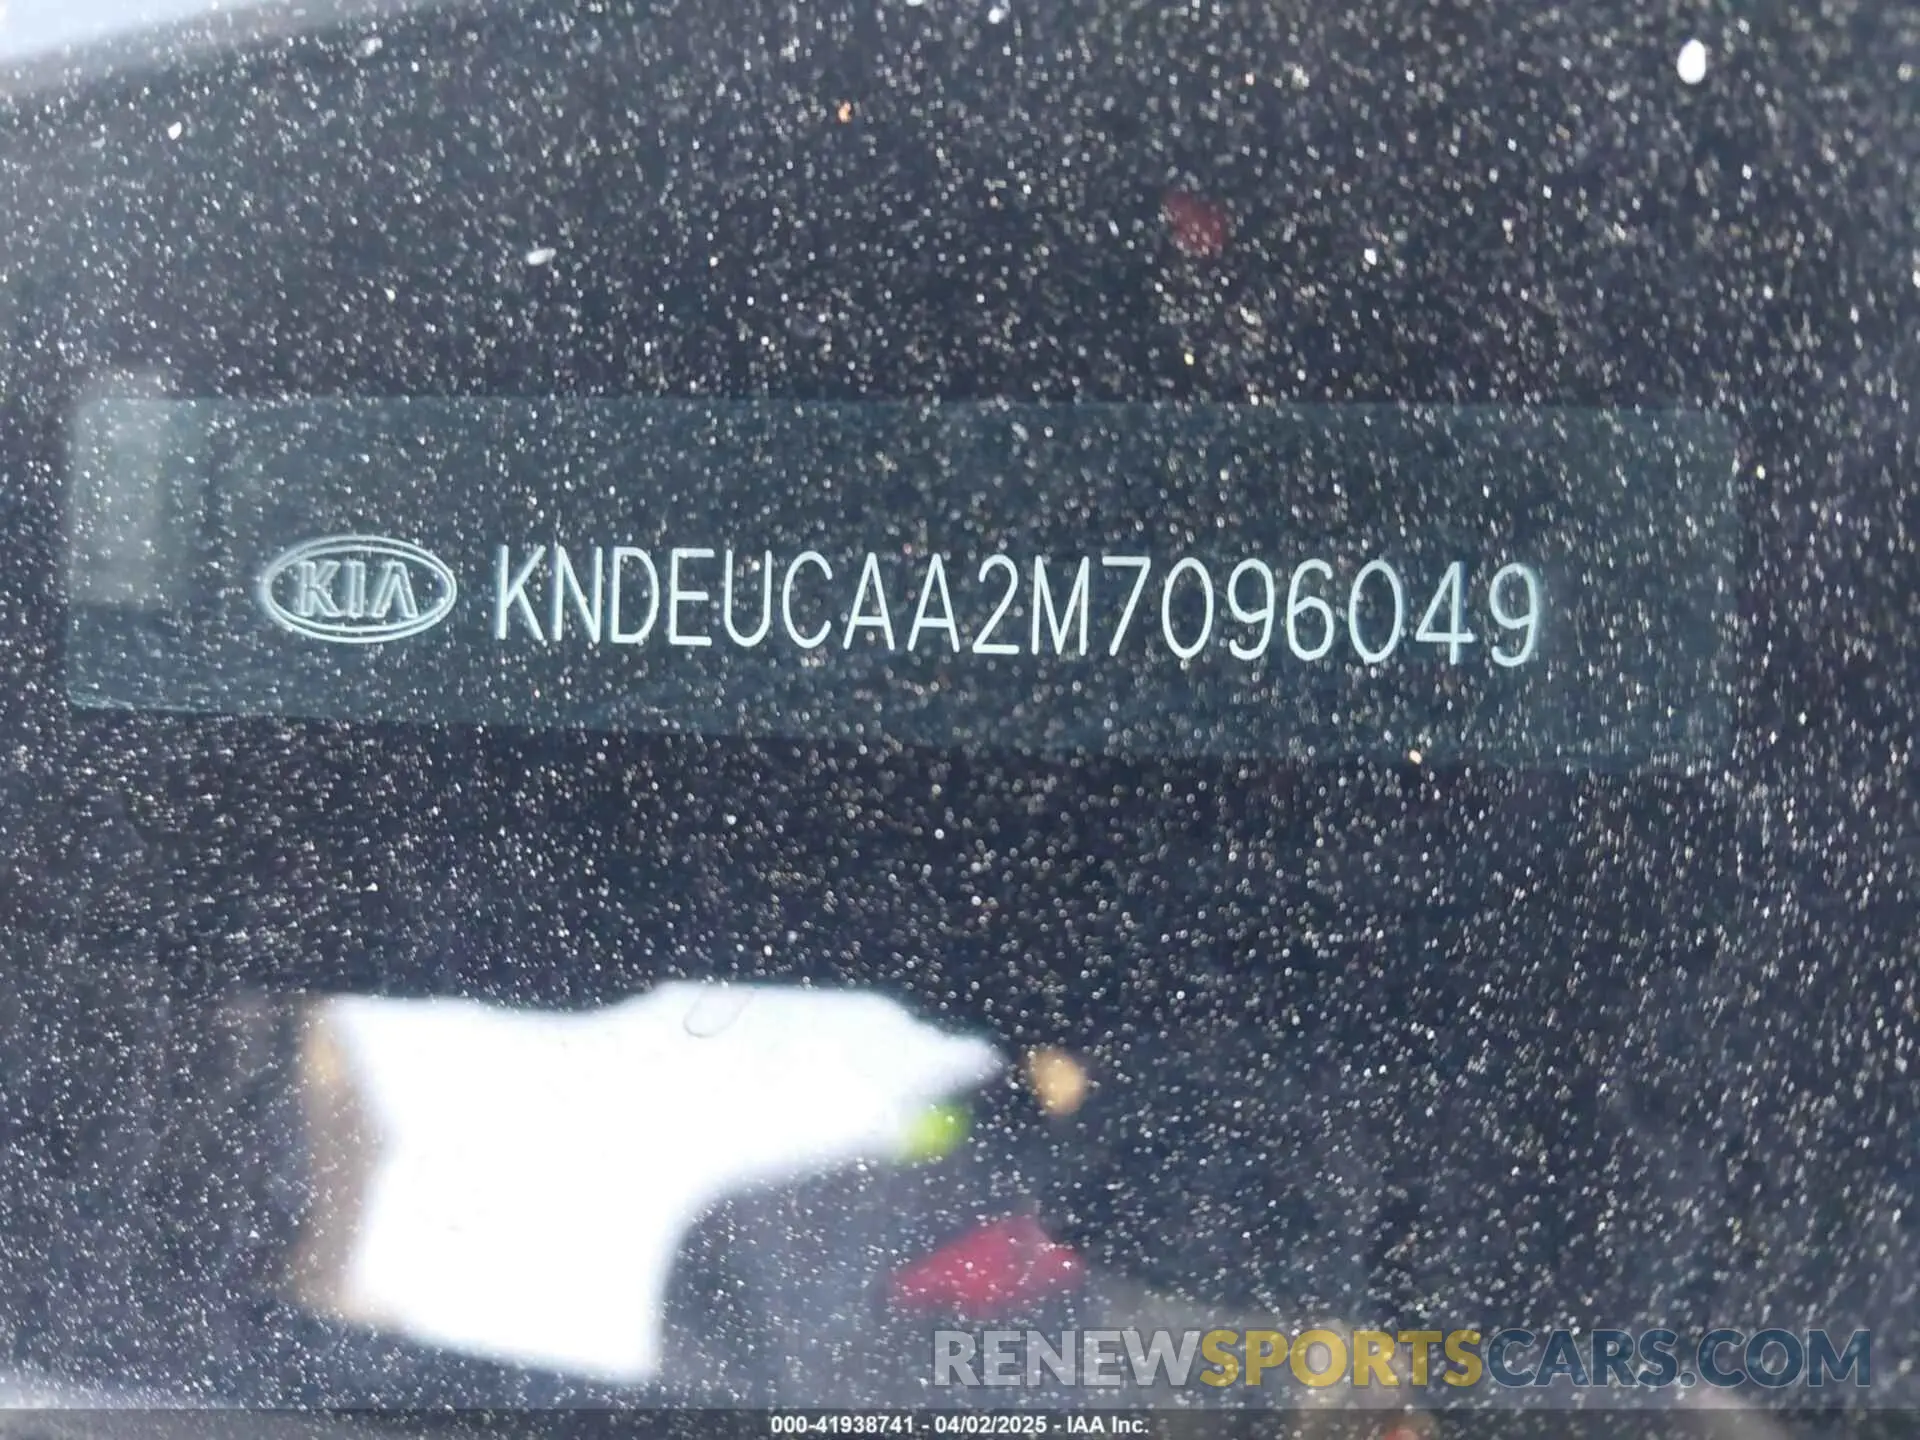 KIA KNDEUCAA2M7096049
RENEWSPORTSCARS.COM
000-41938741 - 04/02/2025 - IAA Inc.